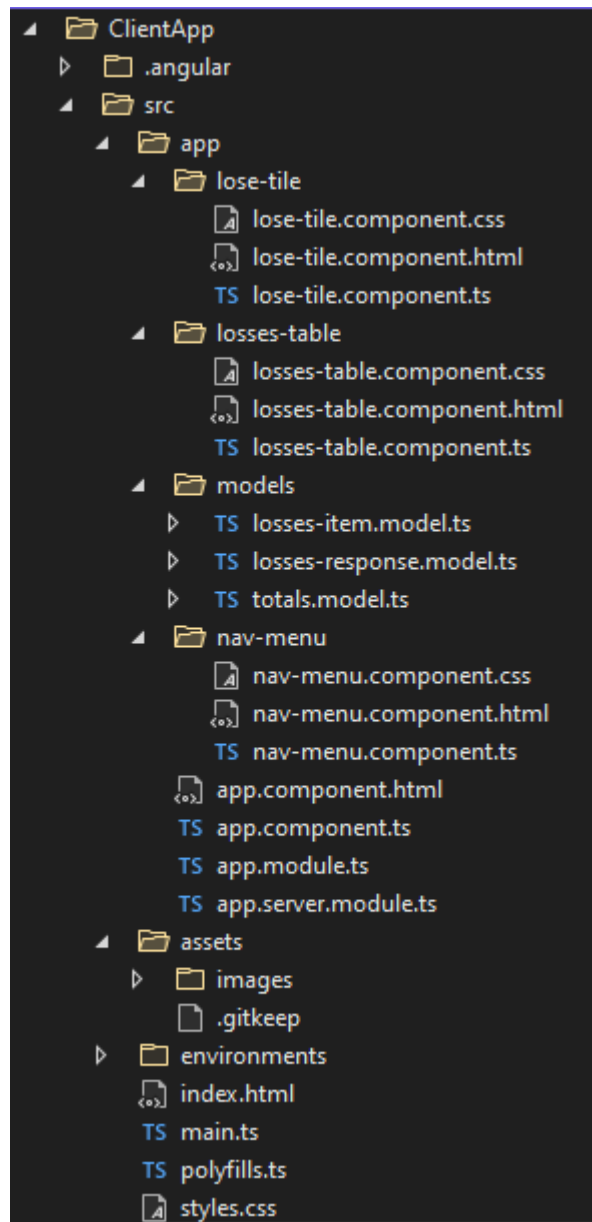 ClientApp
.angular
src
app
lose-tile
lose-tile.component.css
lose-tile.component.html
TS lose-tile.component.ts
losses-table
losses-table.component.css
losses-table.component.html
TS losses-table.component.ts
models
TS losses-item.model.ts
TS losses-response.model.ts
TS totals.model.ts
nav-menu
nav-menu.component.css
nav-menu.component.html
TS nav-menu.component.ts
app.component.html
TS app.component.ts
TS app.module.ts
TS app.server.module.ts
assets
images
.gitkeep
environments
index.html
TS main.ts
TS polyfills.ts
styles.css